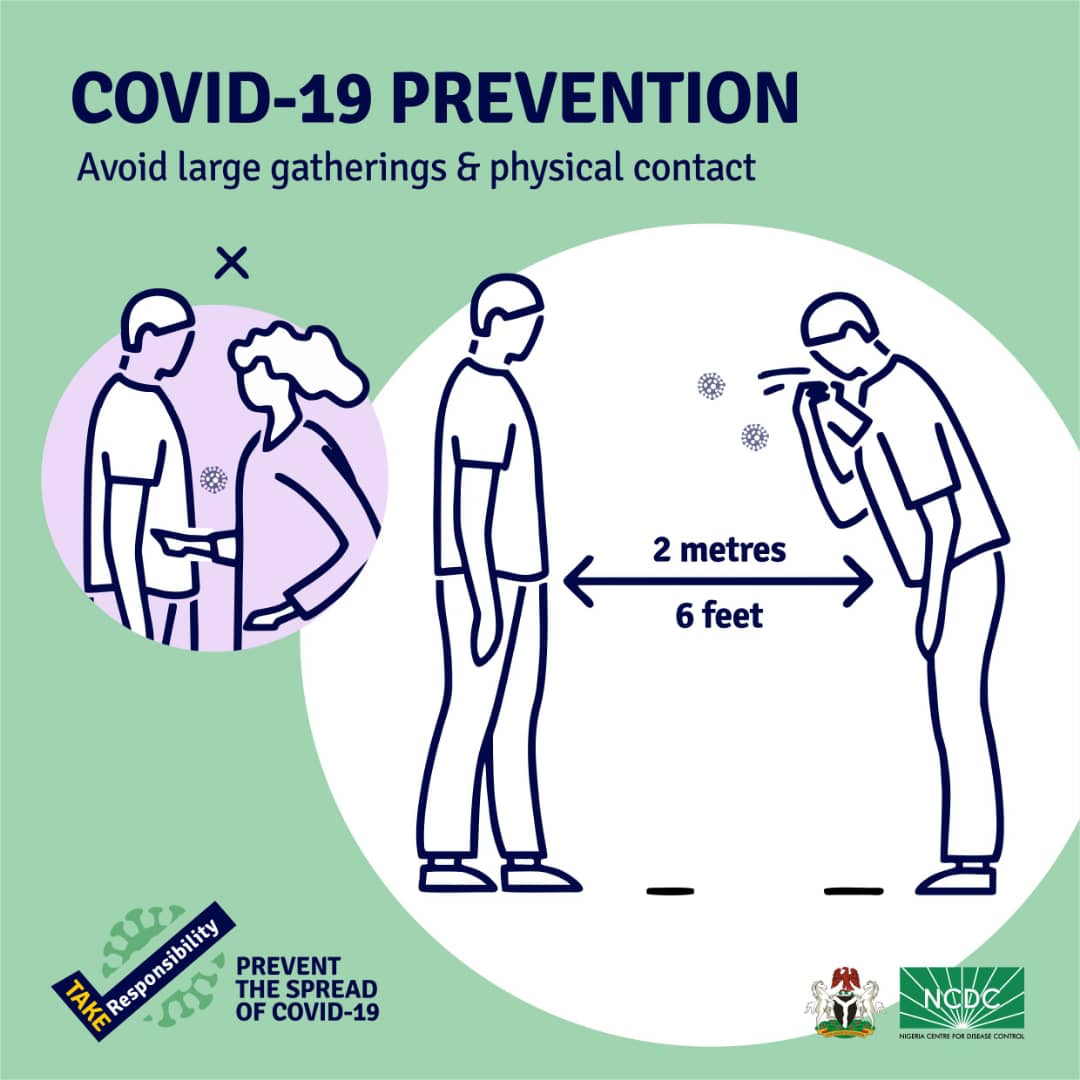 COVID-19 PREVENTION
Avoid large gatherings & physical contact
2 metres
6 feet
TAKE Responsibility
PREVENT
THE SPREAD
OF COVID-19
NCDC
NIGERIA CENTRE FOR DISEASE CONTROL